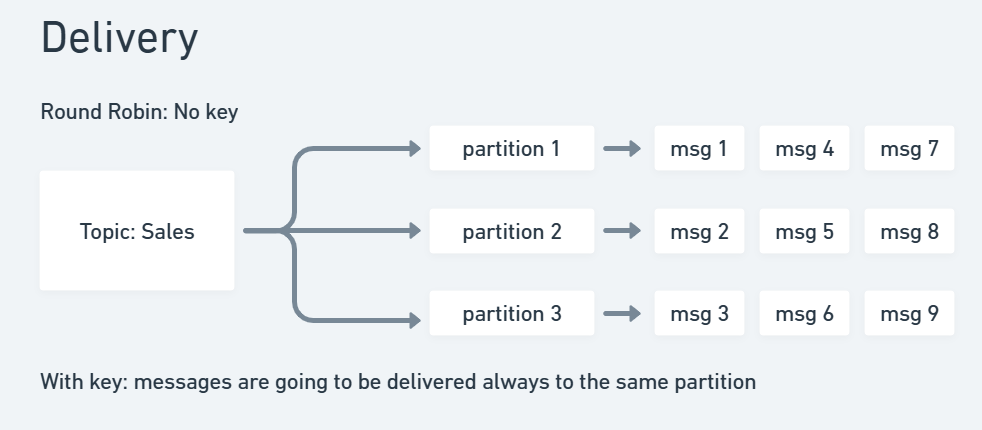 Delivery
Round Robin: No key
Topic: Sales
partition 1 msg 1 msg 4 msg 7
partition 2 msg 2 msg 5 msg 8
partition 3 msg 3 msg 6 msg 9
With key: messages are going to be delivered always to the same partition